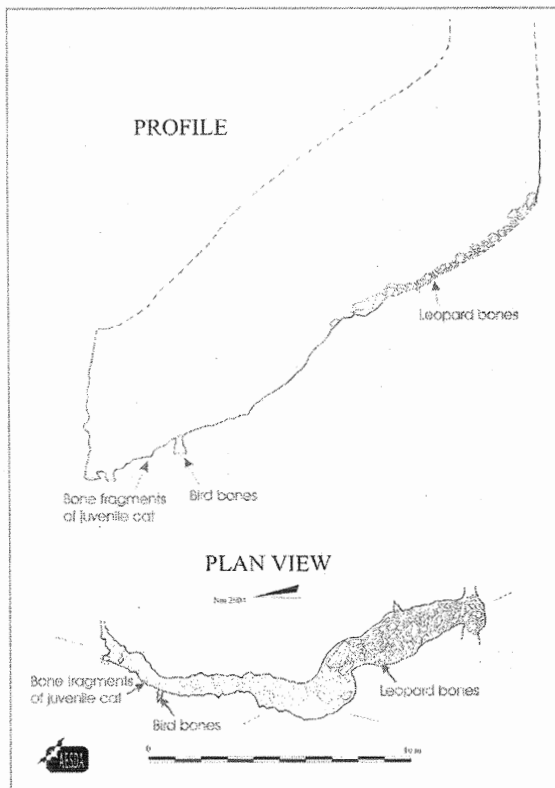 PROFILE
Leopard bones
Bone fragments
of juvenile cat
Bird bones
PLAN VIEW
Bone fragments
of juvenile cat
Bird bones
Leopard bones
AESDA
0